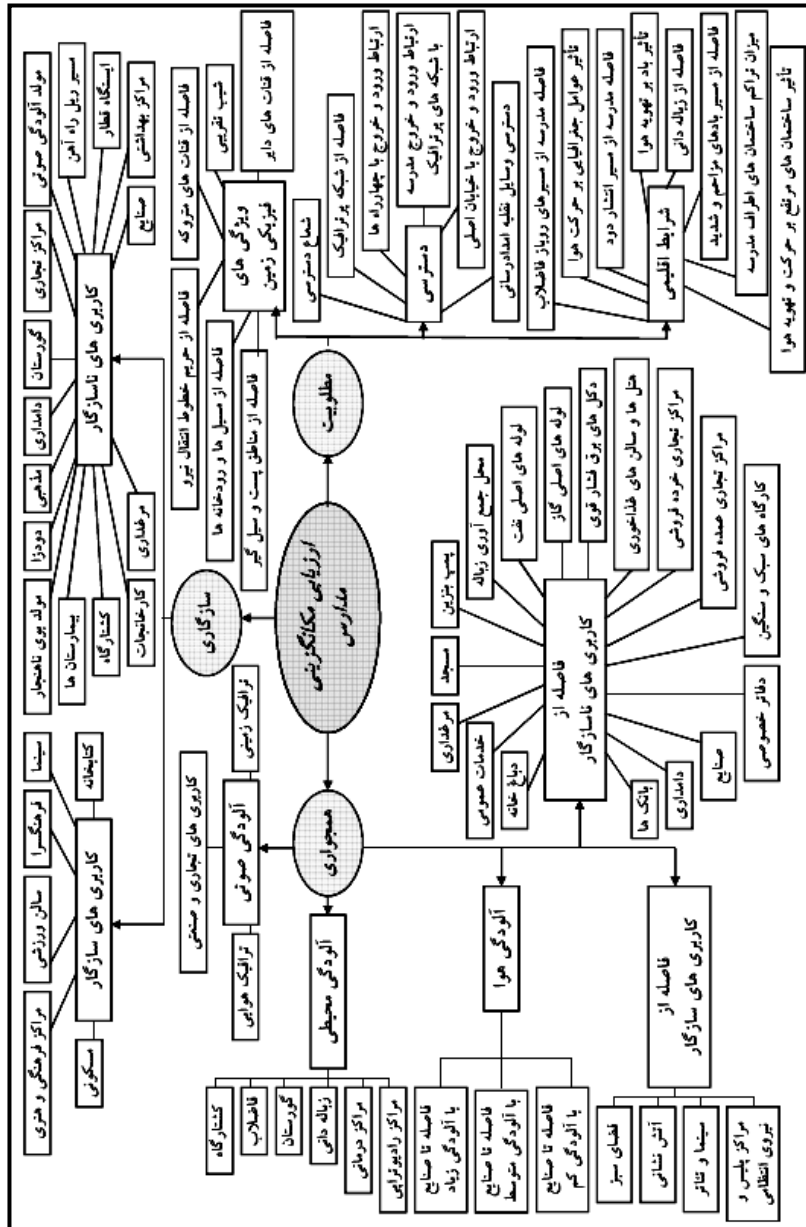 مراکز فرهنگی و هنری
سالن ورزشی
فرهنگسرا
سینما
کتابخانه
مسکونی
کاربری های سازگار
مولد بوی ناهنجار
دودزا
مذهبی
دامداری
گورستان
مراکز تجاری
مولد آلودگی صوتی
مسیر ریل راه آهن
ایستگاه قطار
مراکز بهداشتی
صنایع
بیمارستان ها
کشتارگاه
کارخانجات
مرغداری
کاربری های ناسازگار
سازگاری
ارزیابی مکانگزینی
مدارس
مطلوبیت
همجواری
فاصله از حریم خطوط انتقال نیرو
فاصله از قنات های متروکه
شیب تقریبی
فاصله از قنات های دایر
ویژگی های
فیزیکی زمین
فاصله از مسیل ها و رودخانه ها
فاصله از مناطق پست و سیل گیر
شعاع دسترسی
فاصله از شبکه پرترافیک
ارتباط ورود و خروج با چهارراه ها
ارتباط ورود و خروج مدرسه
با شبکه های پرترافیک
ارتباط ورود و خروج با خیابان اصلی
دسترسی وسایل نقلیه امدادرسانی
دسترسی
فاصله مدرسه از مسیرهای روباز فاضلاب
تأثیر عوامل جغرافیایی بر حرکت هوا
فاصله مدرسه از مسیر انتشار دود
تأثیر باد بر تهویه هوا
شرایط اقلیمی
فاصله از زباله دانی
فاصله از مسیر بادهای مزاحم و شدید
میزان تراکم ساختمان های اطراف مدرسه
تأثیر ساختمان های مرتفع بر حرکت و تهویه هوا
کاربری های تجاری و صنعتی
ترافیک زمینی
ترافیک هوایی
آلودگی صوتی
آلودگی محیطی
کشتارگاه
فاضلاب
گورستان
زباله دانی
مراکز درمانی
مراکز رادیوتراپی
آلودگی هوا
فاصله تا صنایع
با آلودگی زیاد
فاصله تا صنایع
با آلودگی متوسط
فاصله تا صنایع
با آلودگی کم
فاصله از
کاربری های سازگار
فضای سبز
آتش نشانی
سینما و تئاتر
مراکز پلیس و
نیروی انتظامی
فاصله از
کاربری های ناسازگار
دباغ خانه
خدمات عمومی
مرغداری
مسجد
پمپ بنزین
محل جمع آوری زباله
لوله های اصلی نفت
لوله های اصلی گاز
دکل های برق فشار قوی
هتل ها و سالن های غذاخوری
مراکز تجاری خرده فروشی
مراکز تجاری عمده فروشی
کارگاه های سبک و سنگین
بانک ها
دامداری
صنایع
دفاتر خصوصی